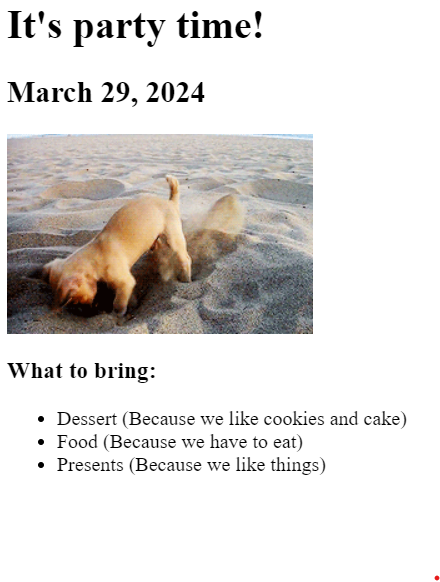 It's party time!
March 29, 2024
What to bring:
Dessert (Because we like cookies and cake)
Food (Because we have to eat)
Presents (Because we like things)